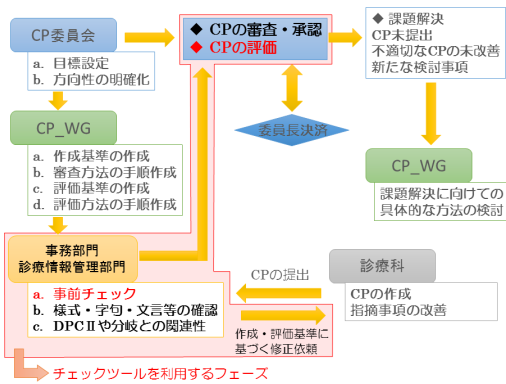 CP委員会
a. 目標設定
b. 方向性の明確化
CP_WG
a. 作成基準の作成
b. 審査方法の手順作成
c. 評価基準の作成
d. 評価方法の手順作成
事務部門
診療情報管理部門
a. 事前チェック
b. 様式・字句・文言等の確認
c. DPCⅡや分岐との関連性
◆ CPの審査・承認
◆ CPの評価
委員長決済
◆ 課題解決
CP未提出
不適切なCPの未改善
新たな検討事項
CP_WG
課題解決に向けての
具体的な方法の検討
CPの提出
診療科
CPの作成
指摘事項の改善
作成・評価基準に
基づく修正依頼
チェックツールを利用するフェーズ